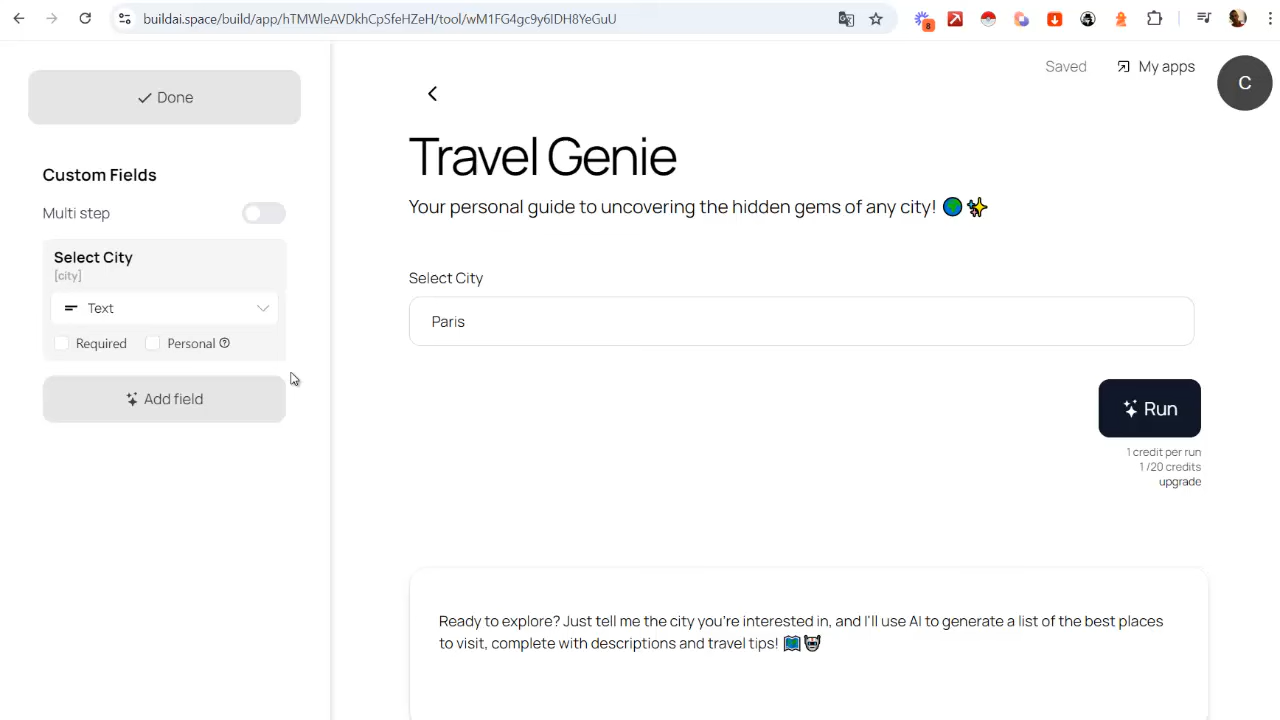 buildai.space/build/app/hTMWleAVDkhCpSfeHZeH/tool/wM1FG4gc9y6IDH8YeGuU
8
Saved
My apps
C
Done
Travel Genie
Custom Fields
Your personal guide to uncovering the hidden gems of any city! 🌍✨
Multi step
Select City
[city]
Text
Required
Personal
Add field
Select City
Paris
Run
1 credit per run
1 /20 credits
upgrade
Ready to explore? Just tell me the city you're interested in, and I'll use AI to generate a list of the best places
to visit, complete with descriptions and travel tips!